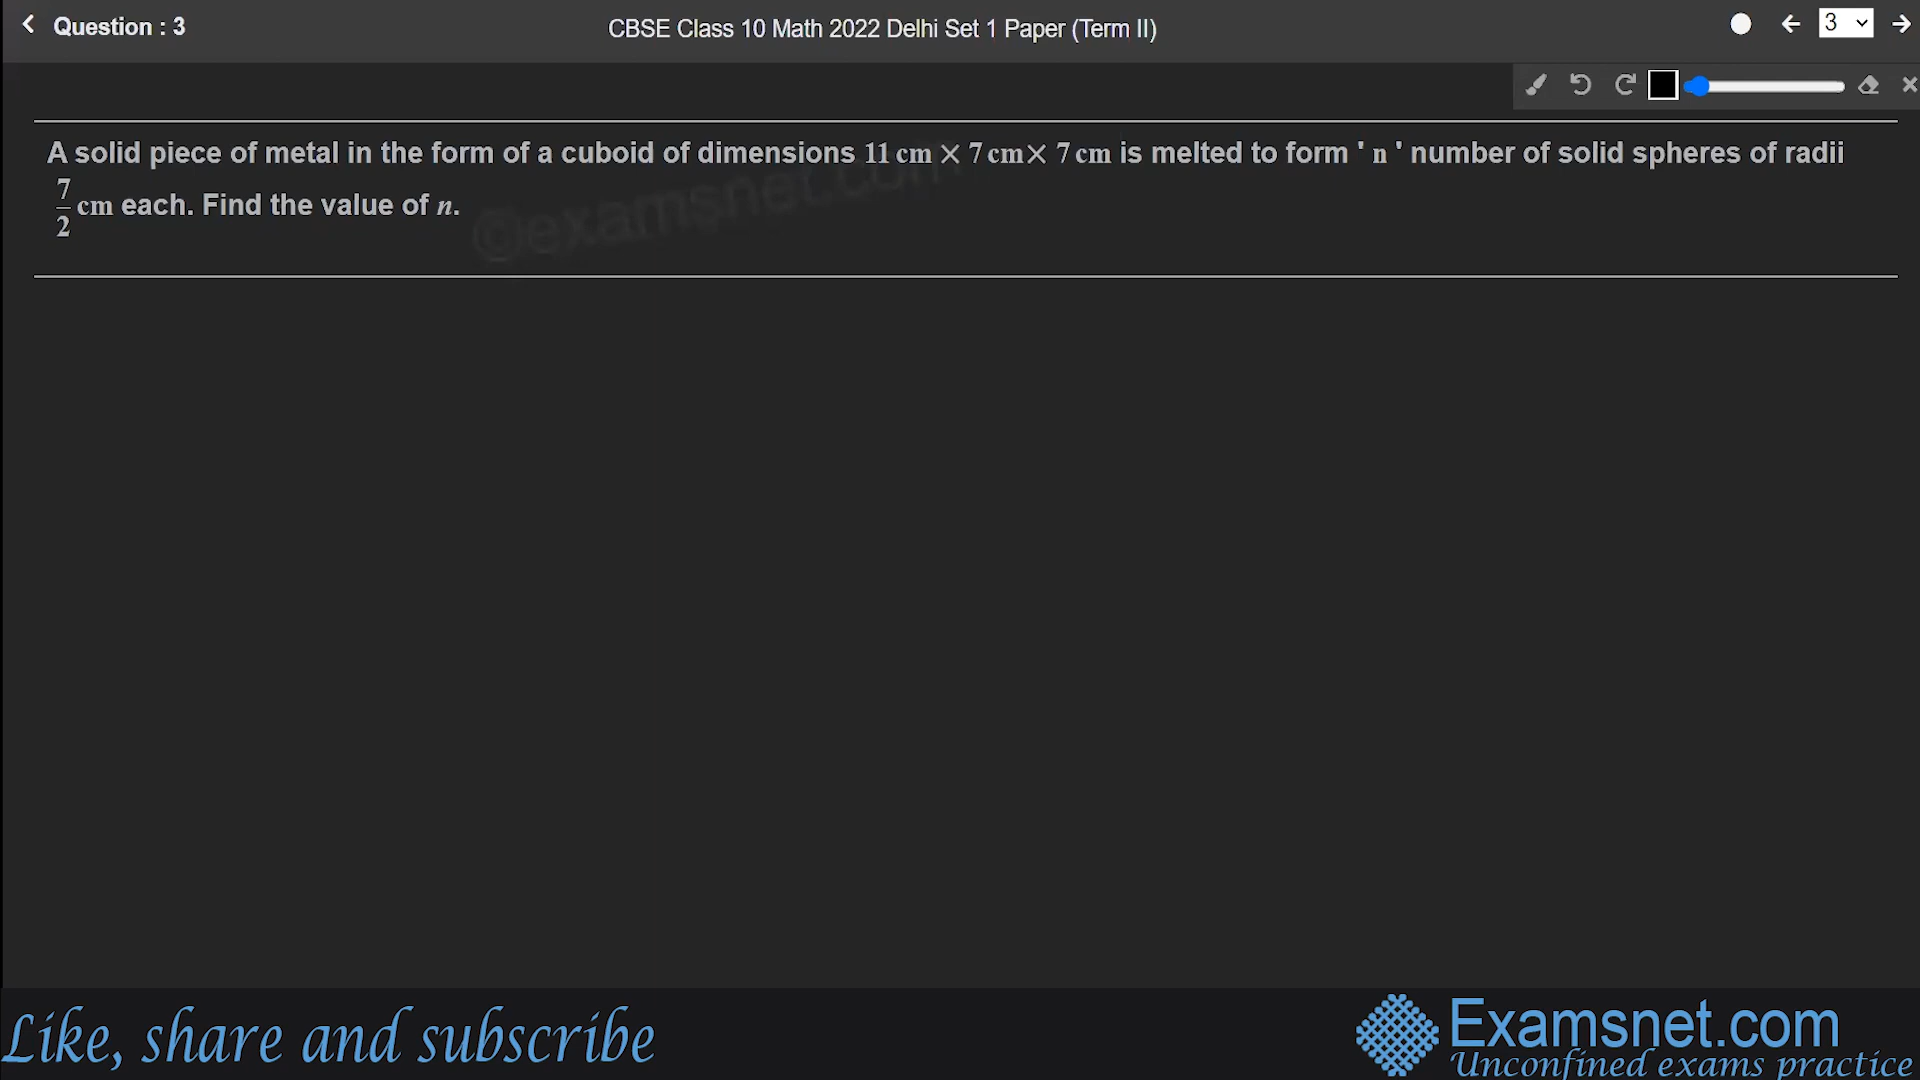 Question : 3
CBSE Class 10 Math 2022 Delhi Set 1 Paper (Term II)
3
A solid piece of metal in the form of a cuboid of dimensions 11 cm × 7 cm× 7 cm is melted to form ' n ' number of solid spheres of radii
7/2 cm each. Find the value of n.
©examsnet.com
Like, share and subscribe
Examsnet.com
Unconfined exams practice